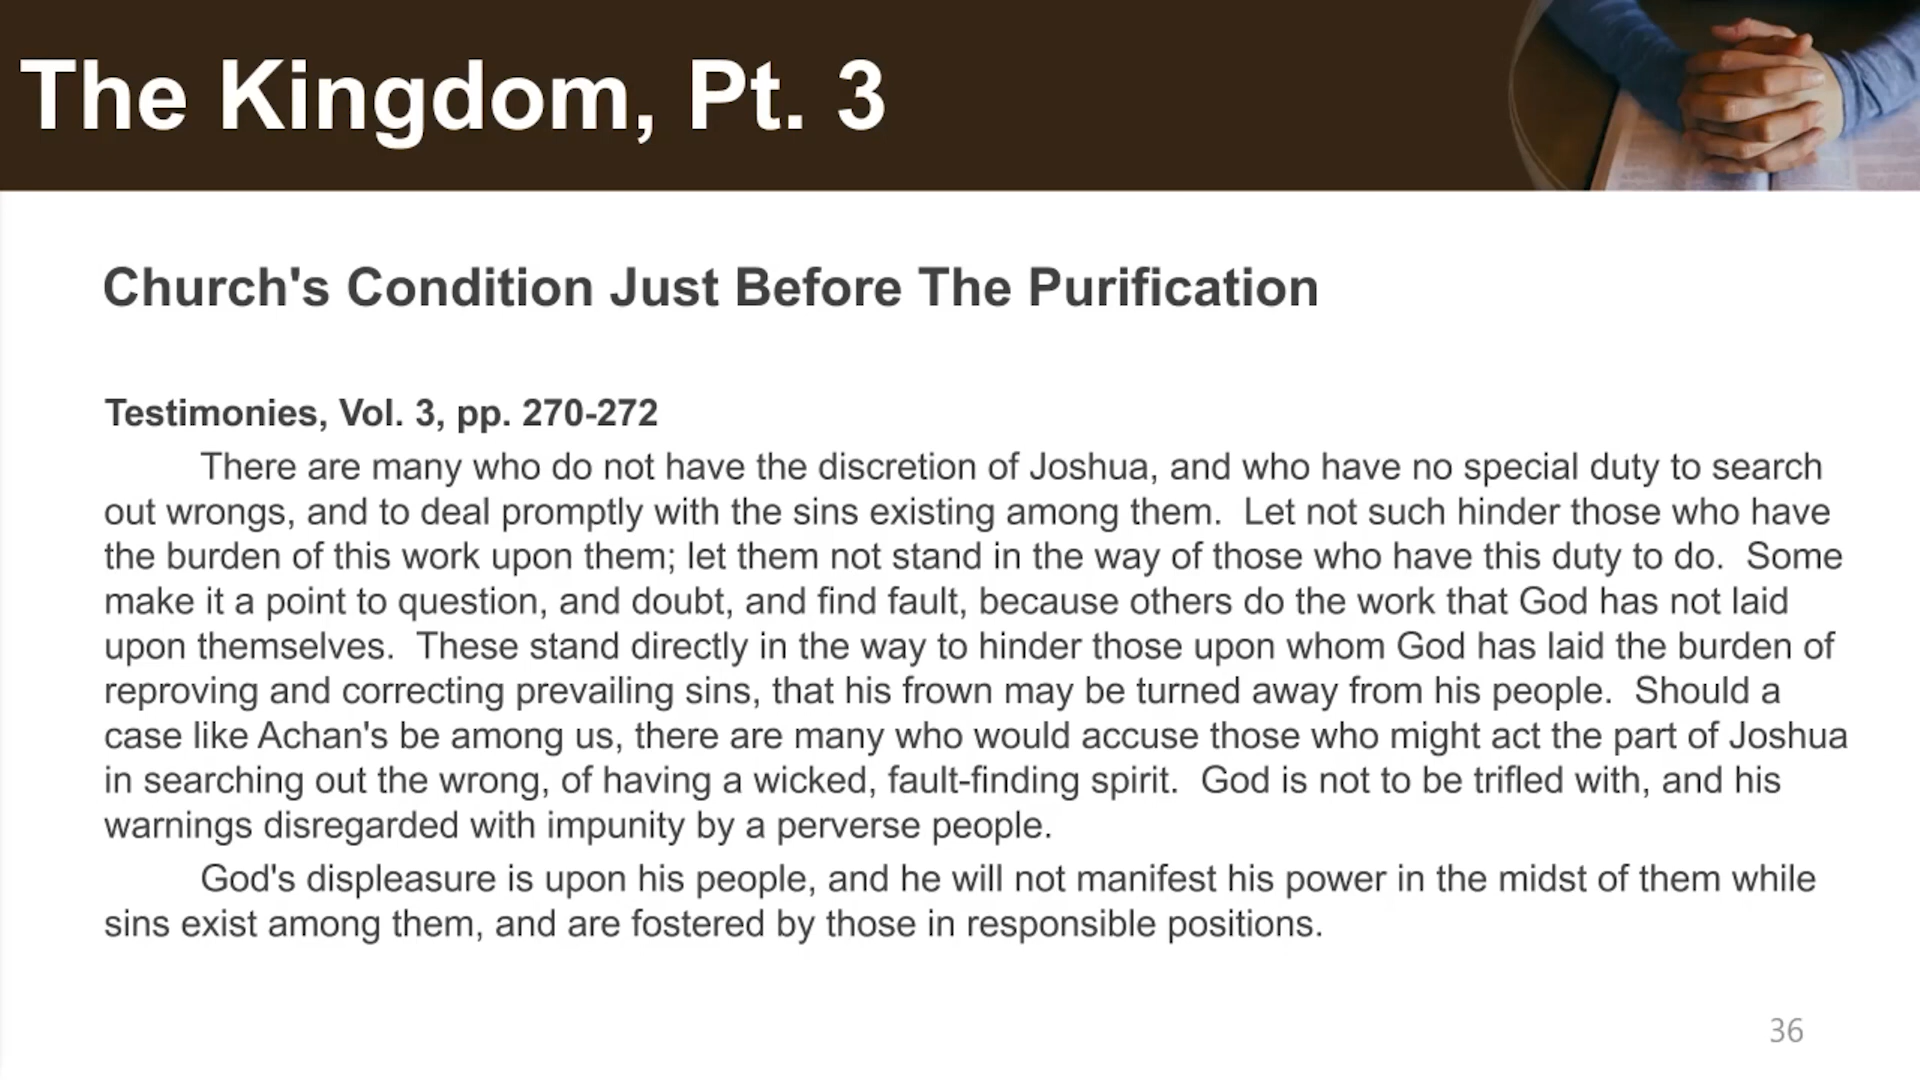 The Kingdom, Pt. 3
Church's Condition Just Before The Purification
Testimonies, Vol. 3, pp. 270-272
There are many who do not have the discretion of Joshua, and who have no special duty to search
out wrongs, and to deal promptly with the sins existing among them.  Let not such hinder those who have
the burden of this work upon them; let them not stand in the way of those who have this duty to do.  Some
make it a point to question, and doubt, and find fault, because others do the work that God has not laid
upon themselves.  These stand directly in the way to hinder those upon whom God has laid the burden of
reproving and correcting prevailing sins, that his frown may be turned away from his people.  Should a
case like Achan's be among us, there are many who would accuse those who might act the part of Joshua
in searching out the wrong, of having a wicked, fault-finding spirit.  God is not to be trifled with, and his
warnings disregarded with impunity by a perverse people.
God's displeasure is upon his people, and he will not manifest his power in the midst of them while
sins exist among them, and are fostered by those in responsible positions.
36